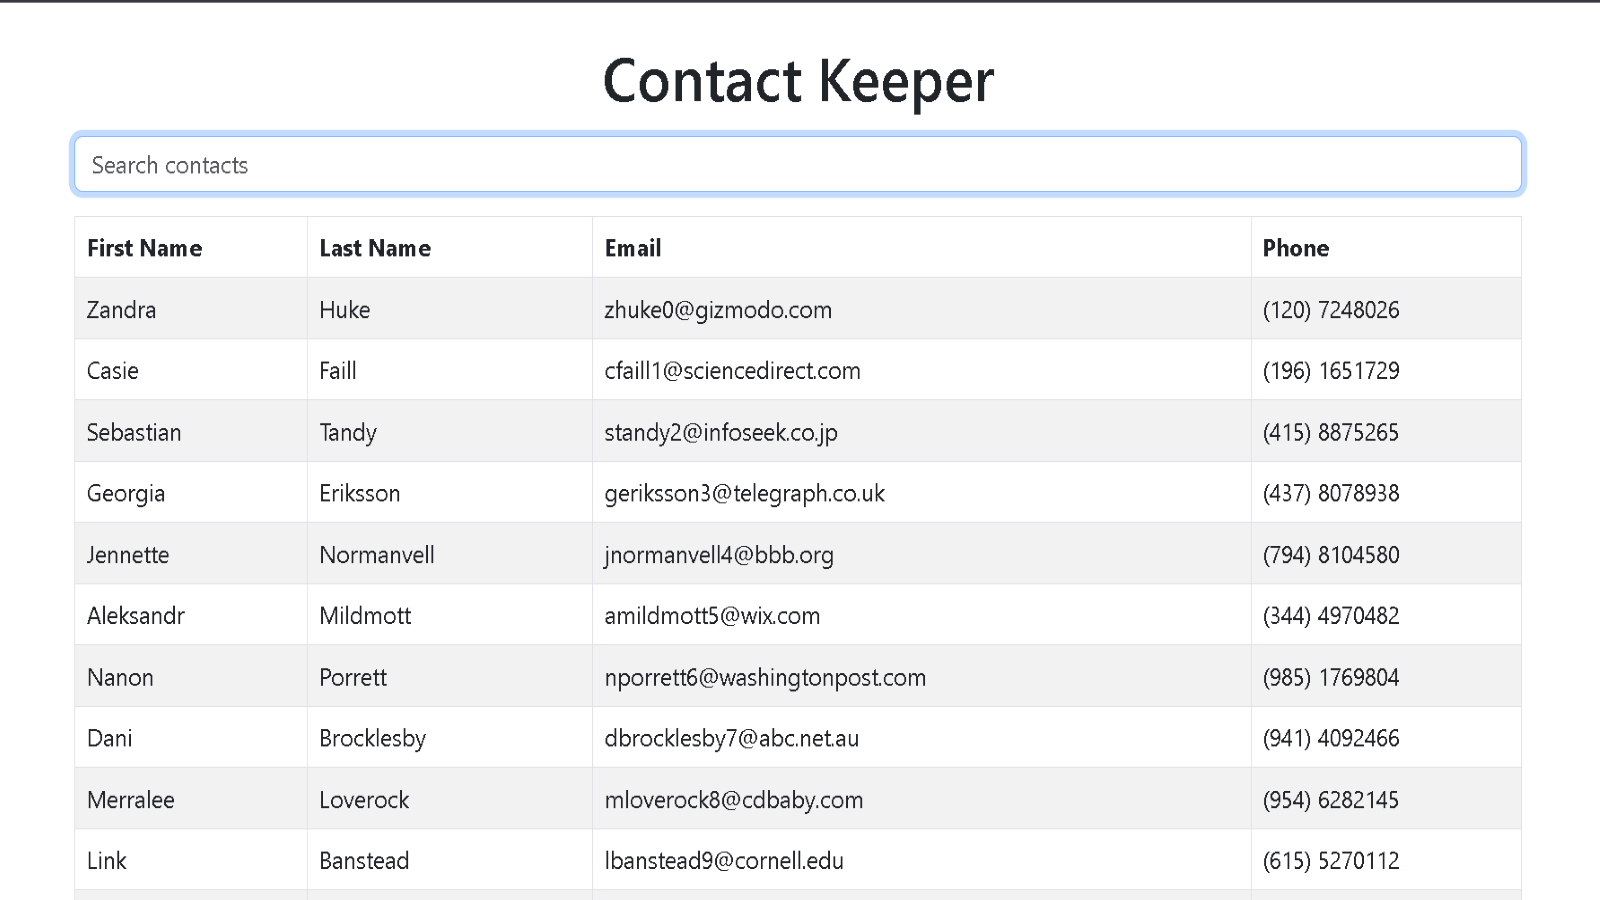 Contact Keeper
Search contacts
First Name Last Name Email Phone
Zandra Huke zhuke0@gizmodo.com (120) 7248026
Casie Faill cfaill1@sciencedirect.com (196) 1651729
Sebastian Tandy standy2@infoseek.co.jp (415) 8875265
Georgia Eriksson geriksson3@telegraph.co.uk (437) 8078938
Jennette Normanvell jnormanvell4@bbb.org (794) 8104580
Aleksandr Mildmott amildmott5@wix.com (344) 4970482
Nanon Porrett nporrett6@washingtonpost.com (985) 1769804
Dani Brocklesby dbrocklesby7@abc.net.au (941) 4092466
Merralee Loverock mloverock8@cdbaby.com (954) 6282145
Link Banstead lbanstead9@cornell.edu (615) 5270112